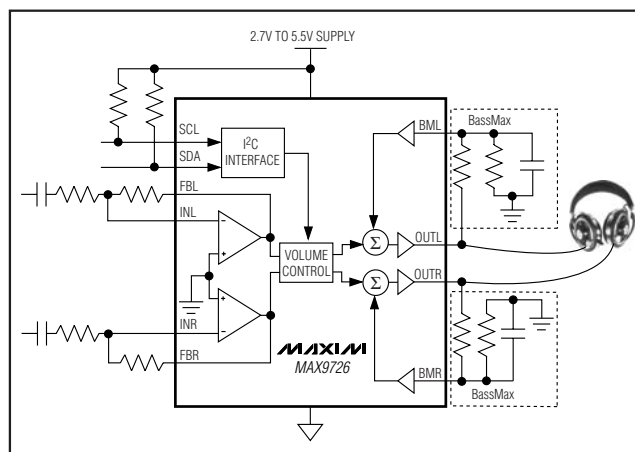 2.7V TO 5.5V SUPPLY
BassMax
SCL
I²C
INTERFACE
BML
SDA
FBL
INL
VOLUME
CONTROL
Σ
OUTL
Σ
OUTR
INR
FBR
MAXIM
MAX9726
BMR
BassMax